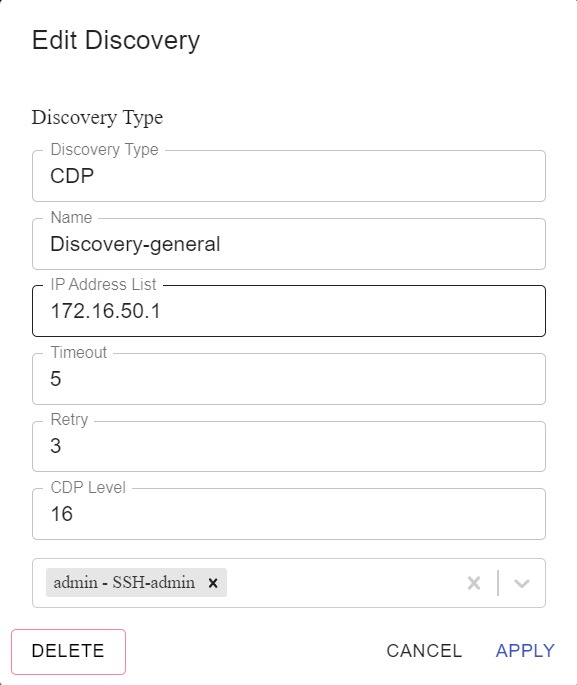 Edit Discovery
Discovery Type
Discovery Type
CDP
Name
Discovery-general
IP Address List
172.16.50.1
Timeout
5
Retry
3
CDP Level
16
admin - SSH-admin ×
DELETE CANCEL APPLY